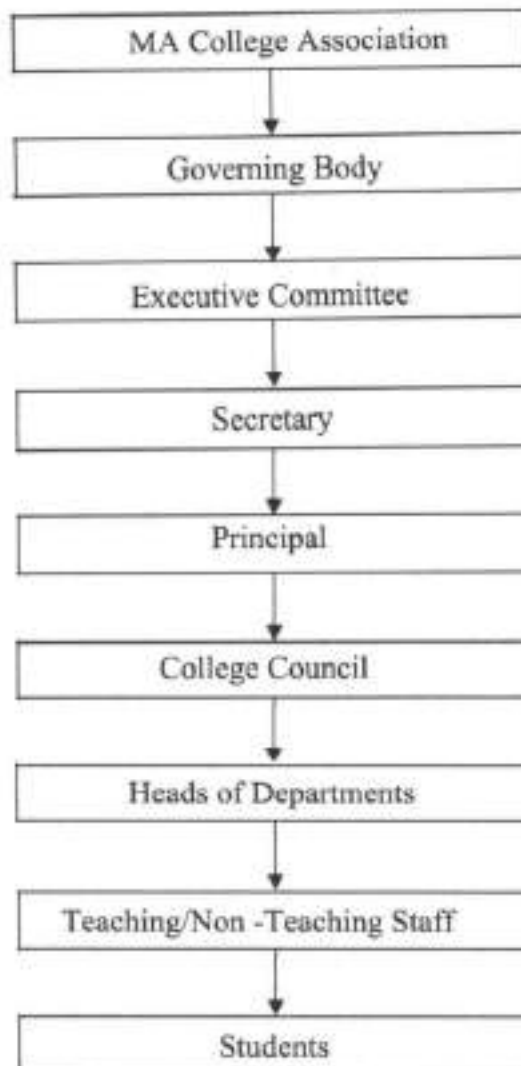 MA College Association
Governing Body
Executive Committee
Secretary
Principal
College Council
Heads of Departments
Teaching/Non -Teaching Staff
Students